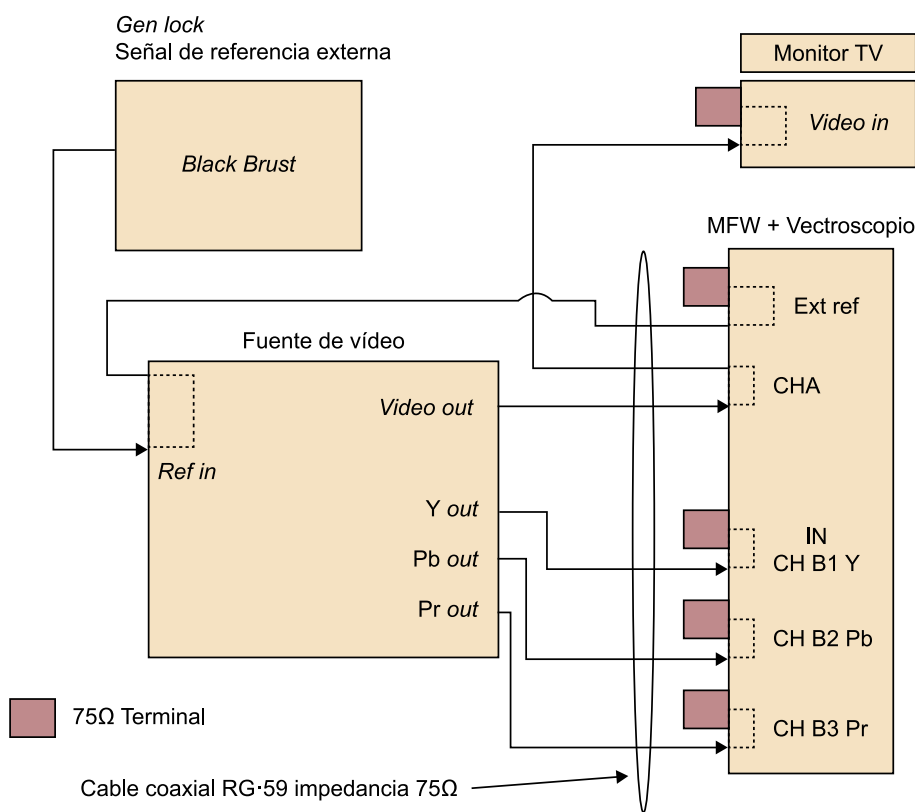 Gen lock
Señal de referencia externa
Black Brust
Monitor TV
Video in
MFW + Vectroscopio
Ext ref
CHA
Fuente de vídeo
Video out
Ref in
Y out
Pb out
Pr out
IN
CH B1 Y
CH B2 Pb
CH B3 Pr
75Ω Terminal
Cable coaxial RG·59 impedancia 75Ω